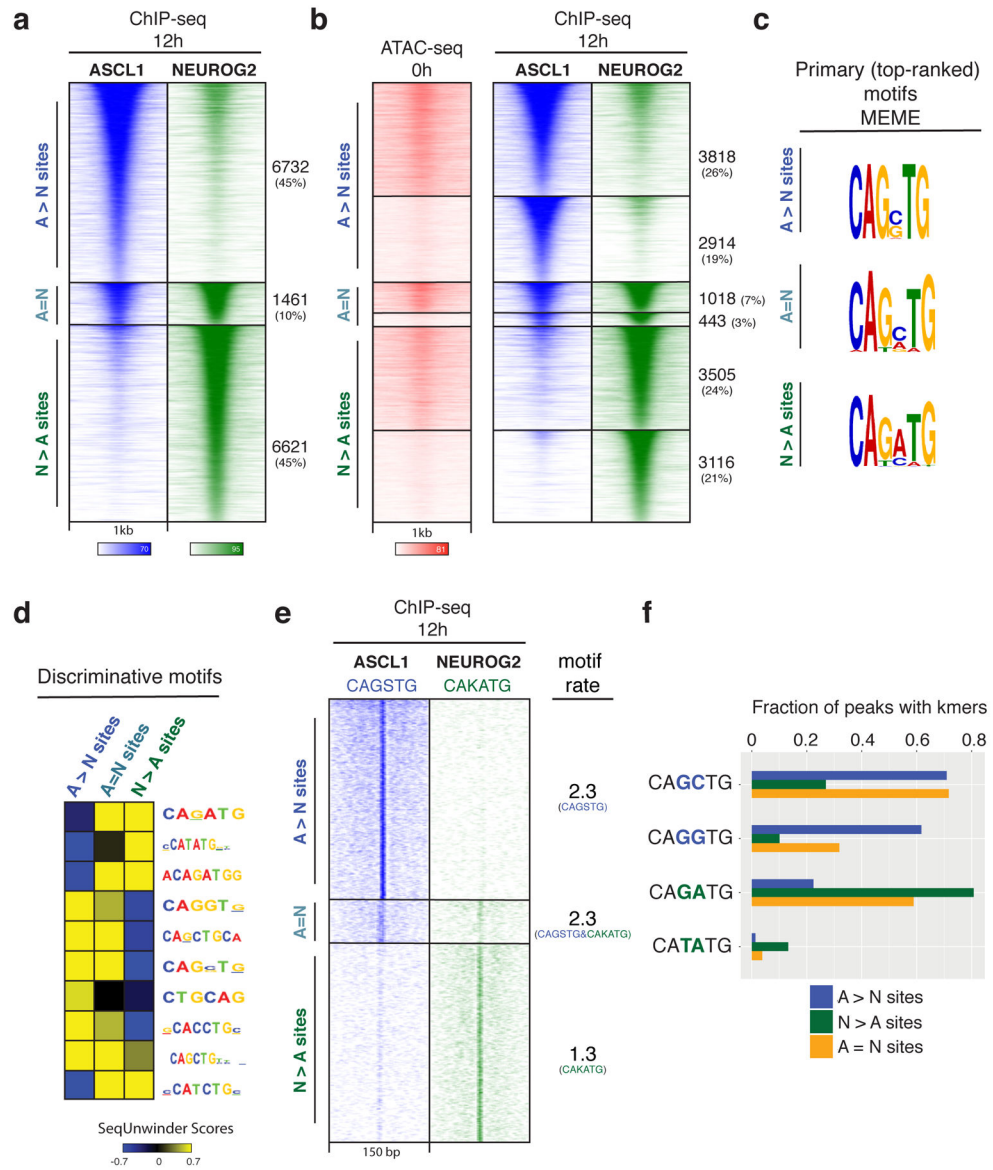 a
ChIP-seq
12h
ASCL1 NEUROG2
A > N sites
A=N
N > A sites
6732
(45%)
1461
(10%)
6621
(45%)
1kb
70
95
b
ATAC-seq
0h
ChIP-seq
12h
ASCL1 NEUROG2
A > N sites
A=N
N > A sites
3818
(26%)
2914
(19%)
1018 (7%)
443 (3%)
3505
(24%)
3116
(21%)
1kb
81
c
Primary (top-ranked)
motifs
MEME
A > N sites
A=N
N > A sites
d
Discriminative motifs
A > N sites
A=N sites
N > A sites
CAGATG
CATATG
ACAGATGG
CAGGTG
CAGCTGCA
CAGCTG
CTGCAG
GCACCTGC
CAGCTG
CATCTG
SeqUnwinder Scores
-0.7 0 0.7
e
ChIP-seq
12h
ASCL1 NEUROG2
CAGSTG CAKATG
motif
rate
A > N sites
A=N
N > A sites
2.3
(CAGSTG)
2.3
(CAGSTG&CAKATG)
1.3
(CAKATG)
150 bp
f
Fraction of peaks with kmers
0 0.2 0.4 0.6 0.8
CAGCTG
CAGGTG
CAGATG
CATATG
A > N sites
N > A sites
A = N sites